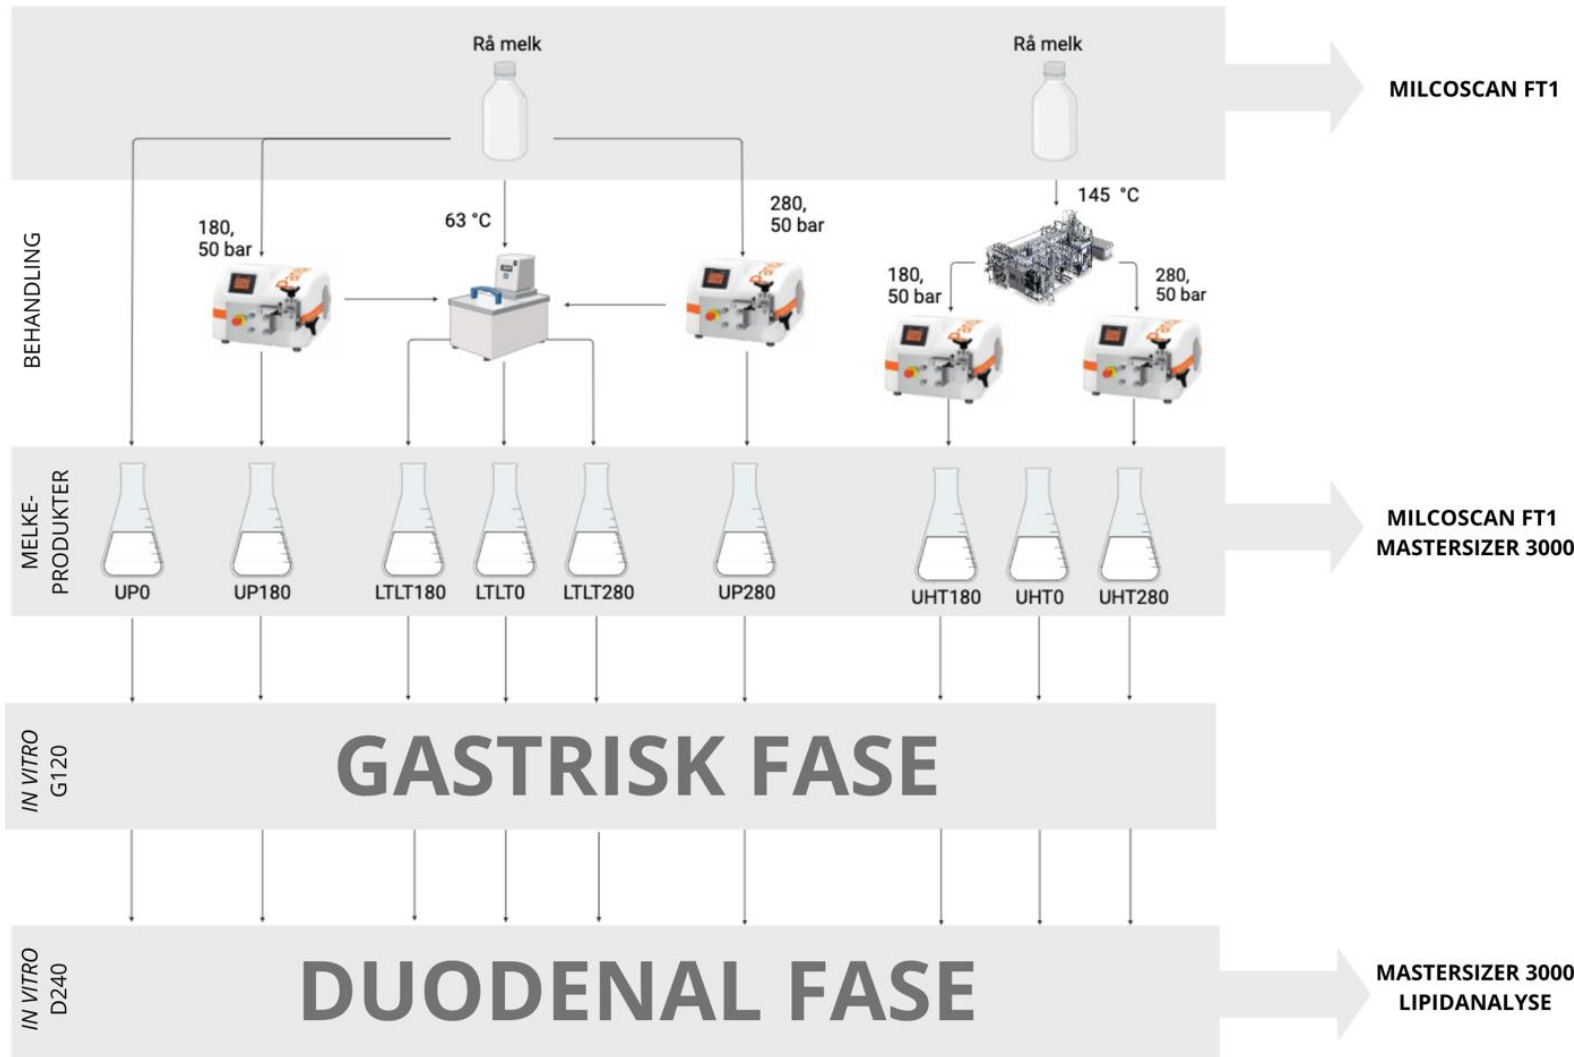 Rå melk
Rå melk
MILCOSCAN FT1
BEHANDLING
180,
50 bar
63 °C
280,
50 bar
145 °C
180,
50 bar
280,
50 bar
MELKE-
PRODUKTER
UP0
UP180
LTLT180
LTLT0
LTLT280
UP280
UHT180
UHT0
UHT280
MILCOSCAN FT1
MASTERSIZER 3000
IN VITRO
G120
GASTRISK FASE
IN VITRO
D240
DUODENAL FASE
MASTERSIZER 3000
LIPIDANALYSE